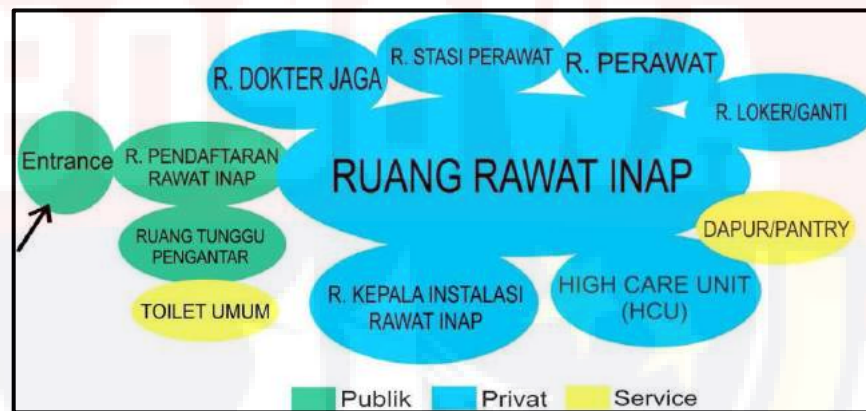 R. STASI PERAWAT
R. DOKTER JAGA
R. PERAWAT
R. LOKER/GANTI
Entrance
R. PENDAFTARAN
RAWAT INAP
RUANG RAWAT INAP
RUANG TUNGGU
PENGANTAR
DAPUR/PANTRY
TOILET UMUM
R. KEPALA INSTALASI
RAWAT INAP
HIGH CARE UNIT
(HCU)
Publik
Privat
Service